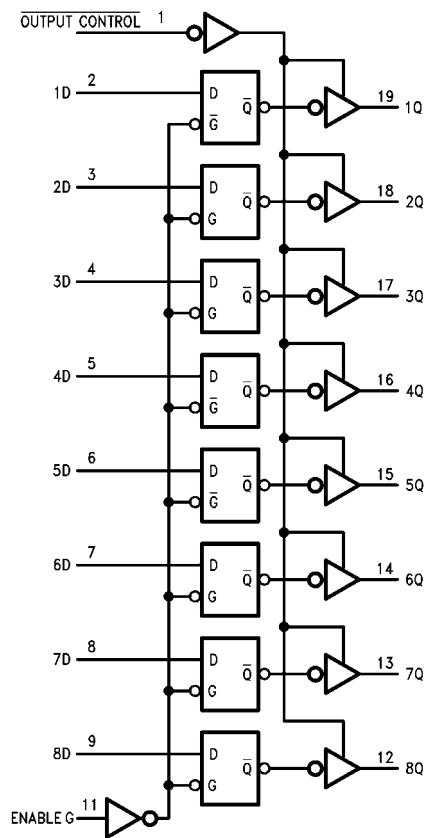 OUTPUT CONTROL 1
1D 2 D G̅ Q̅ 19 1Q
2D 3 D G Q̅ 18 2Q
3D 4 D G Q̅ 17 3Q
4D 5 D G̅ Q̅ 16 4Q
5D 6 D G̅ Q̅ 15 5Q
6D 7 D G Q̅ 14 6Q
7D 8 D G Q̅ 13 7Q
8D 9 D G Q̅ 12 8Q
ENABLE G 11